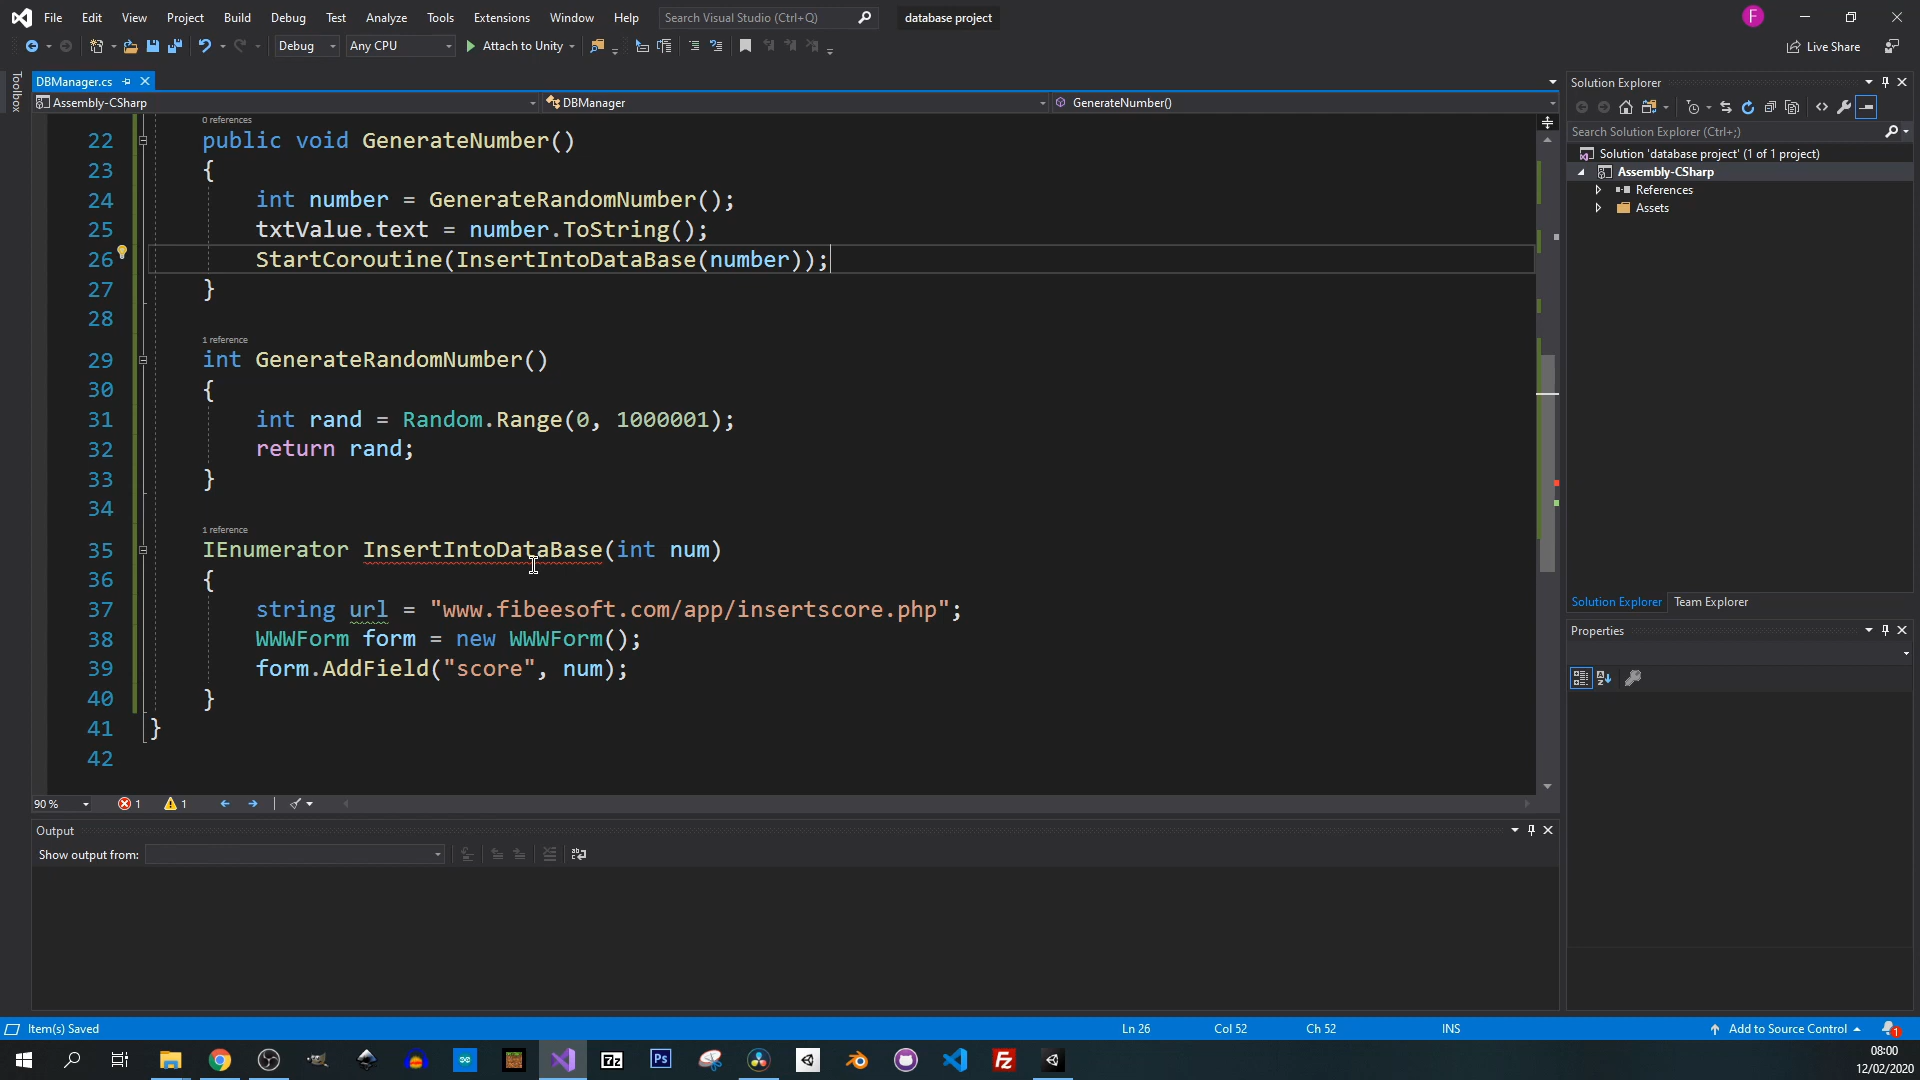 File Edit View Project Build Debug Test Analyze Tools Extensions Window Help Search Visual Studio (Ctrl+Q) database project F
Debug Any CPU Attach to Unity Live Share
Toolbox
DBManager.cs
Assembly-CSharp DBManager GenerateNumber()
0 references
22 public void GenerateNumber()
23 {
24 int number = GenerateRandomNumber();
25 txtValue.text = number.ToString();
26 StartCoroutine(InsertIntoDataBase(number));
27 }
28
1 reference
29 int GenerateRandomNumber()
30 {
31 int rand = Random.Range(0, 1000001);
32 return rand;
33 }
34
1 reference
35 IEnumerator InsertIntoDataBase(int num)
36 {
37 string url = "www.fibeesoft.com/app/insertscore.php";
38 WWWForm form = new WWWForm();
39 form.AddField("score", num);
40 }
41 }
42
90 % 1 1
Output
Show output from:
Solution Explorer
Search Solution Explorer (Ctrl+;)
Solution 'database project' (1 of 1 project)
Assembly-CSharp
References
Assets
Solution Explorer Team Explorer
Properties
Item(s) Saved Ln 26 Col 52 Ch 52 INS Add to Source Control 1
7z Ps Fz
08:00
12/02/2020